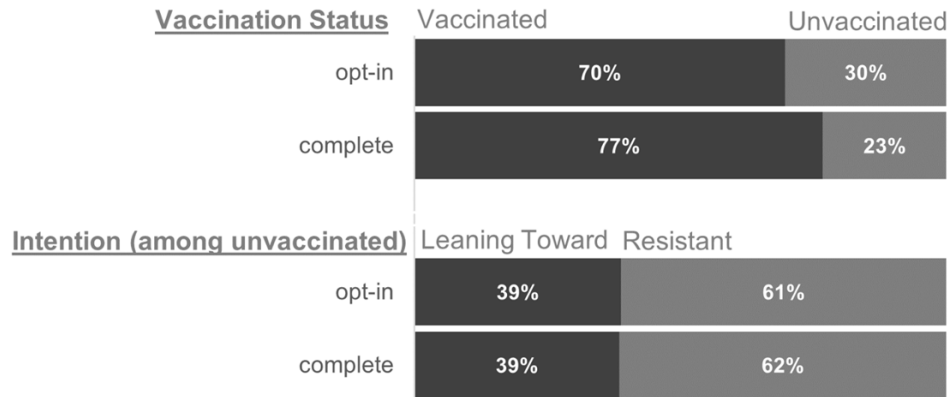 Vaccination Status Vaccinated Unvaccinated
opt-in 70% 30%
complete 77% 23%
Intention (among unvaccinated) Leaning Toward Resistant
opt-in 39% 61%
complete 39% 62%